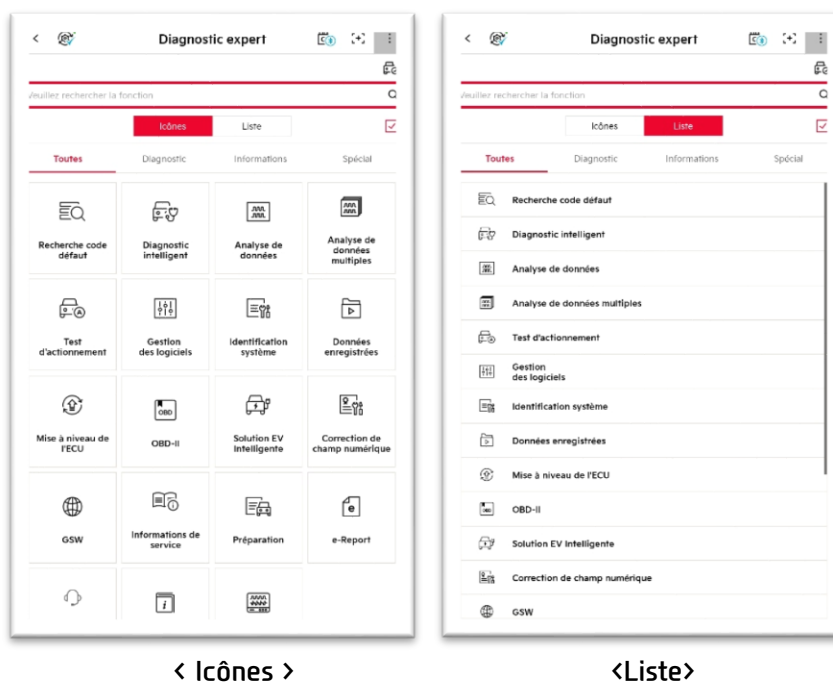 Diagnostic expert
Veuillez rechercher la fonction
Icônes Liste
Toutes Diagnostic Informations Spécial
Recherche code
défaut
Diagnostic
intelligent
Analyse de
données
Analyse de
données
multiples
Test
d'actionnement
Gestion
des logiciels
Identification
système
Données
enregistrées
Mise à niveau de
l'ECU
OBD
OBD-II
Solution EV
Intelligente
Correction de
champ numérique
GSW
Informations de
service
Préparation
e
e-Report
i
< Icônes >
Diagnostic expert
Veuillez rechercher la fonction
Icônes Liste
Toutes Diagnostic Informations Spécial
Recherche code défaut
Diagnostic intelligent
Analyse de données
Analyse de données multiples
Test d'actionnement
Gestion
des logiciels
Identification système
Données enregistrées
Mise à niveau de l'ECU
OBD-II
Solution EV Intelligente
Correction de champ numérique
GSW
<Liste>